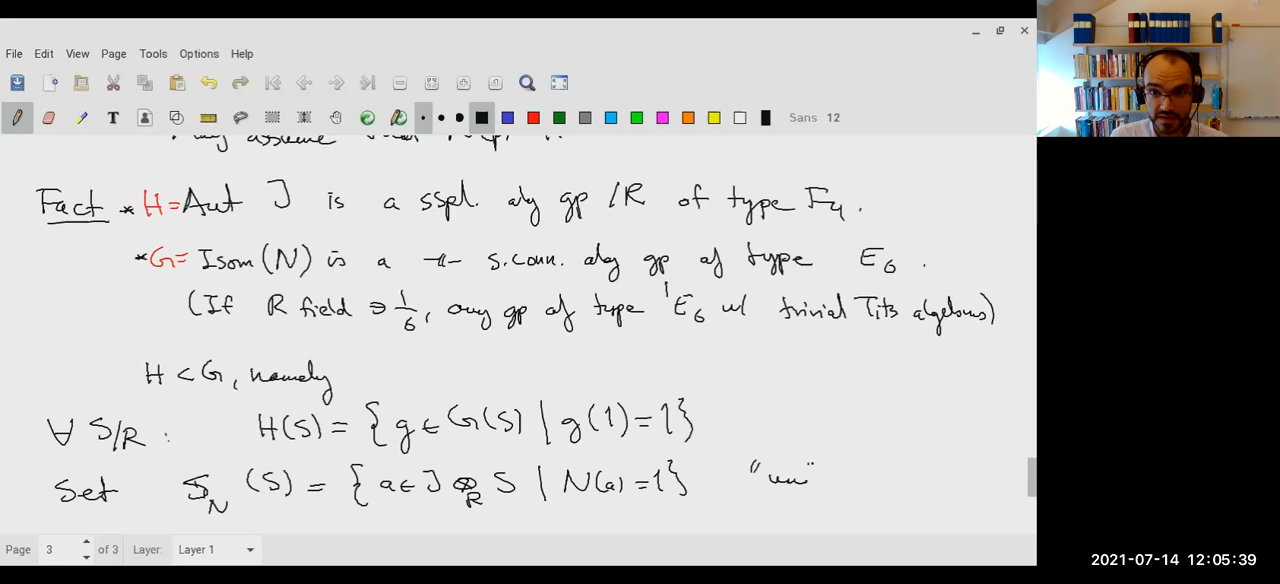 File Edit View Page Tools Options Help
Sans 12
may assume
Fact * H = Aut J is a sspl. alg gp /R of type F₄.
* G = Isom(N) is a —"— s.conn. alg gp of type E₆.
(If R field ∋ 1/6, any gp of type ¹E₆ w/ trivial Tits algebras)
H < G, namely
∀ S/R : H(S) = { g ∈ G(S) | g(1) = 1 }
Set S_N (S) = { a ∈ J ⊗_R S | N(a) = 1 }
Page 3 of 3 Layer: Layer 1
2021-07-14 12:05:39